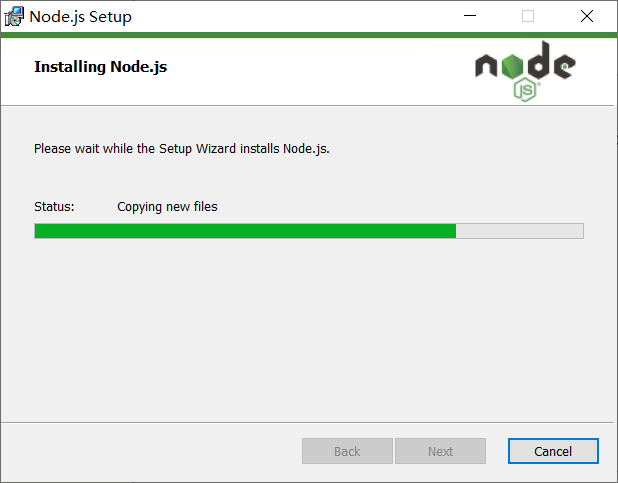 Node.js Setup
Installing Node.js
node
JS
Please wait while the Setup Wizard installs Node.js.
Status: Copying new files
Back Next Cancel